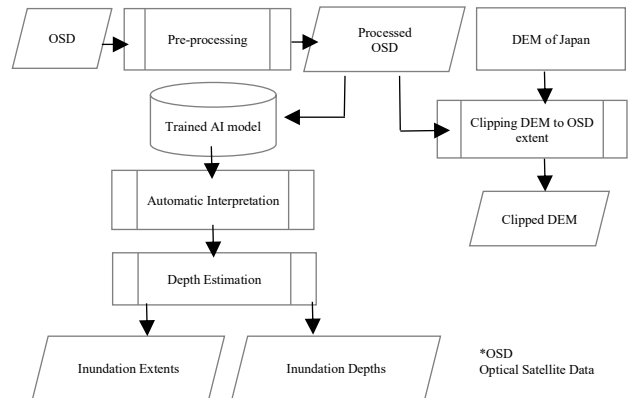 OSD
Pre-processing
Processed
OSD
DEM of Japan
Trained AI model
Clipping DEM to OSD
extent
Automatic Interpretation
Clipped DEM
Depth Estimation
Inundation Extents
Inundation Depths
*OSD
Optical Satellite Data